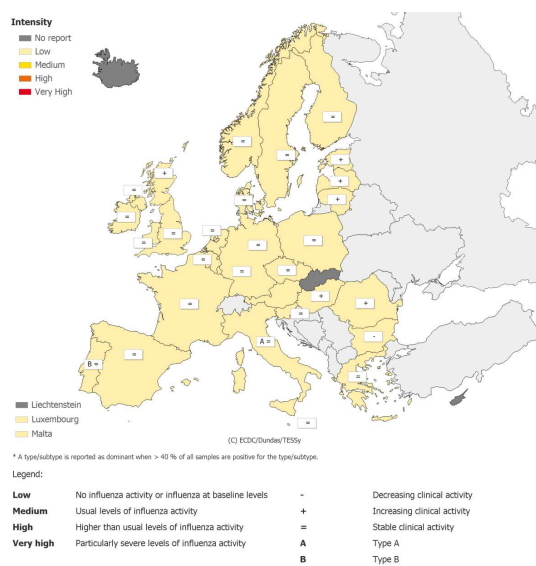 Intensity
No report
Low
Medium
High
Very High
=
=
=
+
+
+
+
=
=
=
=
=
=
=
=
=
=
=
=
+
+
=
=
A =
-
B =
=
=
=
Liechtenstein
Luxembourg
Malta
(C) ECDC/Dundas/TESSy
* A type/subtype is reported as dominant when > 40 % of all samples are positive for the type/subtype.
Legend:
Low No influenza activity or influenza at baseline levels - Decreasing clinical activity
Medium Usual levels of influenza activity + Increasing clinical activity
High Higher than usual levels of influenza activity = Stable clinical activity
Very high Particularly severe levels of influenza activity A Type A
B Type B